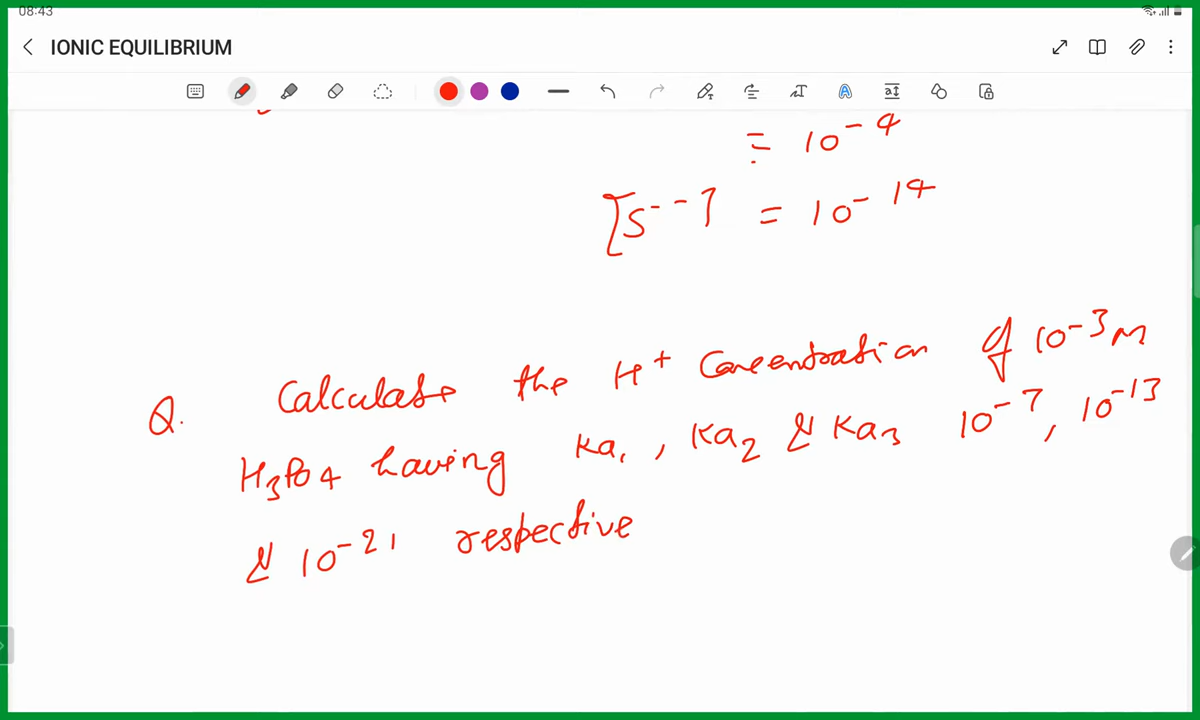 08:43
IONIC EQUILIBRIUM
= 10-4
[S--] = 10-14
Q. Calculate the H+ Concentration of 10-3 M
H3PO4 having Ka1, Ka2 & Ka3 10-7, 10-13
& 10-21 respective